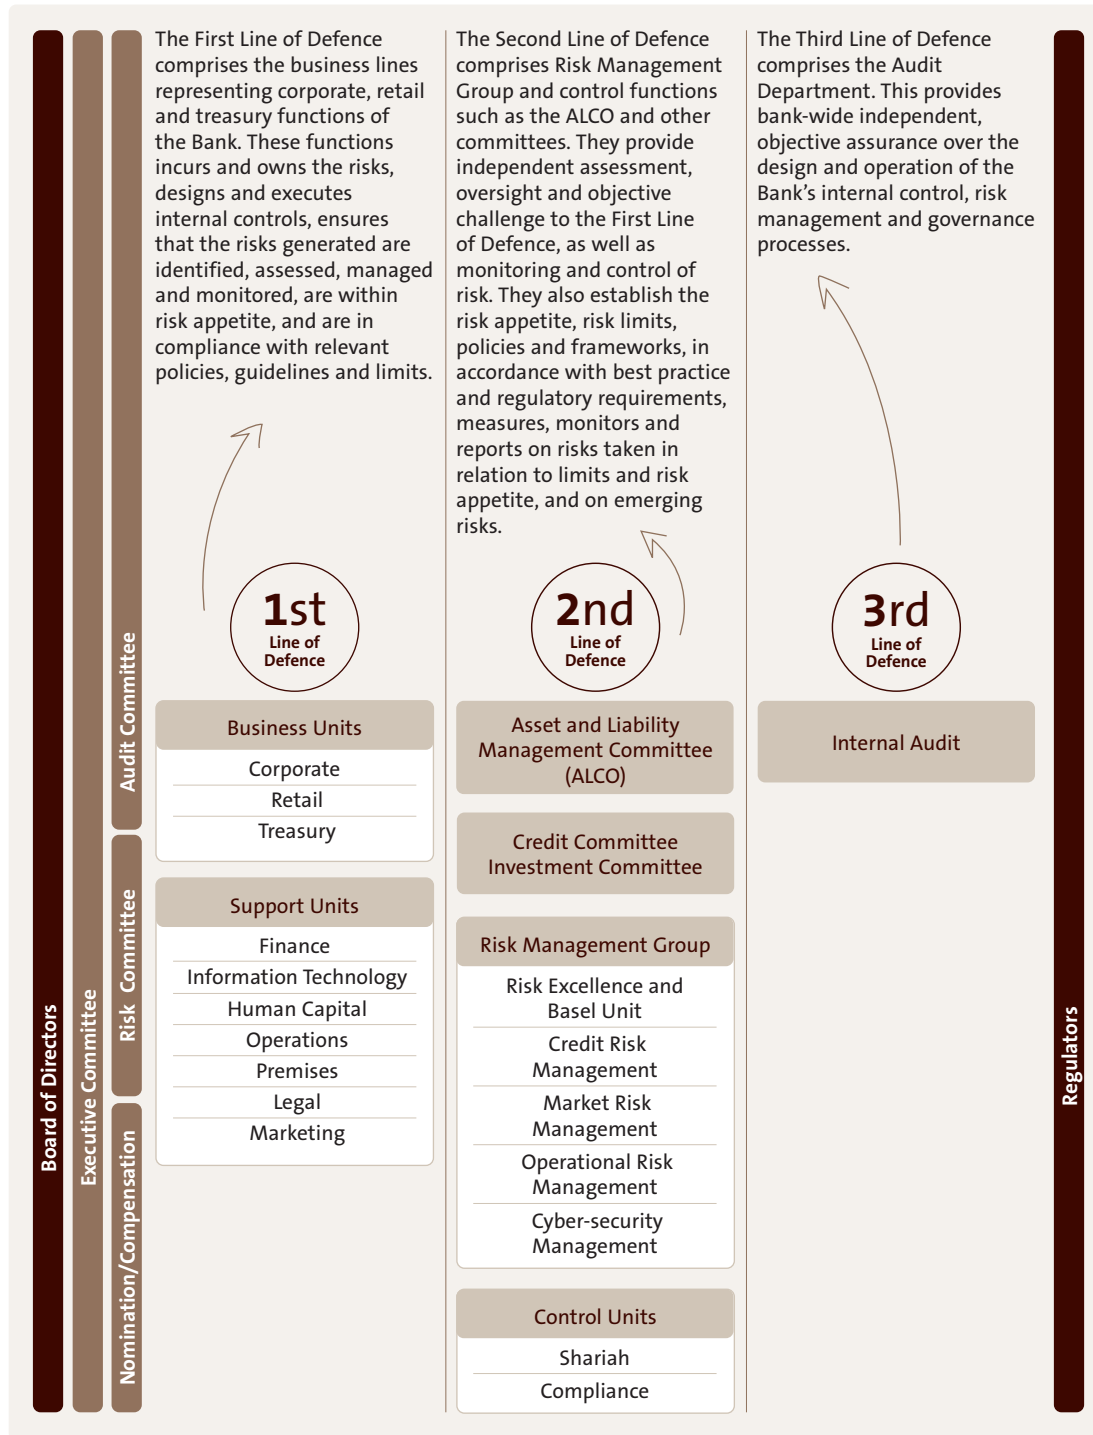 Board of Directors
Executive Committee
Audit Committee
Risk Committee
Nomination/Compensation
The First Line of Defence
comprises the business lines
representing corporate, retail
and treasury functions of
the Bank. These functions
incurs and owns the risks,
designs and executes
internal controls, ensures
that the risks generated are
identified, assessed, managed
and monitored, are within
risk appetite, and are in
compliance with relevant
policies, guidelines and limits.
1st
Line of
Defence
Business Units
Corporate
Retail
Treasury
Support Units
Finance
Information Technology
Human Capital
Operations
Premises
Legal
Marketing
The Second Line of Defence
comprises Risk Management
Group and control functions
such as the ALCO and other
committees. They provide
independent assessment,
oversight and objective
challenge to the First Line
of Defence, as well as
monitoring and control of
risk. They also establish the
risk appetite, risk limits,
policies and frameworks, in
accordance with best practice
and regulatory requirements,
measures, monitors and
reports on risks taken in
relation to limits and risk
appetite, and on emerging
risks.
2nd
Line of
Defence
Asset and Liability
Management Committee
(ALCO)
Credit Committee
Investment Committee
Risk Management Group
Risk Excellence and
Basel Unit
Credit Risk
Management
Market Risk
Management
Operational Risk
Management
Cyber-security
Management
Control Units
Shariah
Compliance
The Third Line of Defence
comprises the Audit
Department. This provides
bank-wide independent,
objective assurance over the
design and operation of the
Bank’s internal control, risk
management and governance
processes.
3rd
Line of
Defence
Internal Audit
Regulators